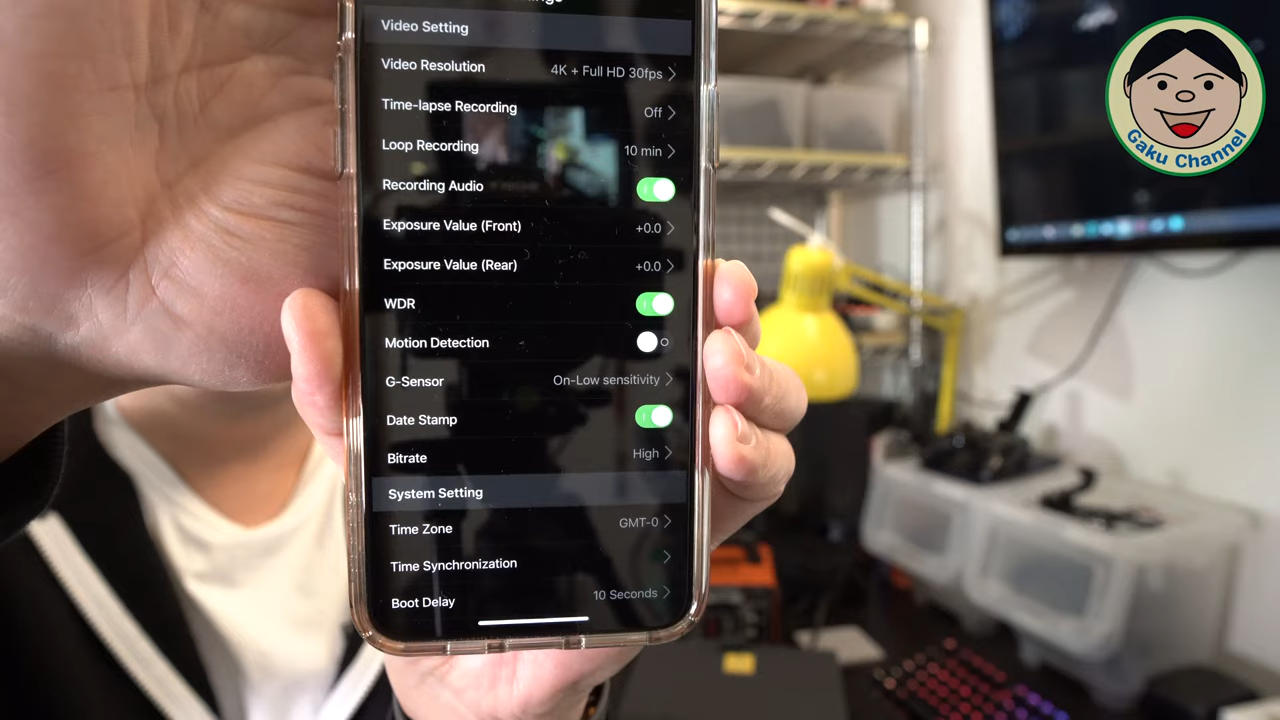 Video Setting
Video Resolution 4K + Full HD 30fps
Time-lapse Recording Off
Loop Recording 10 min
Recording Audio
Exposure Value (Front) +0.0
Exposure Value (Rear) +0.0
WDR
Motion Detection
G-Sensor On-Low sensitivity
Date Stamp
Bitrate High
System Setting
Time Zone GMT-0
Time Synchronization
Boot Delay 10 Seconds
Gaku Channel